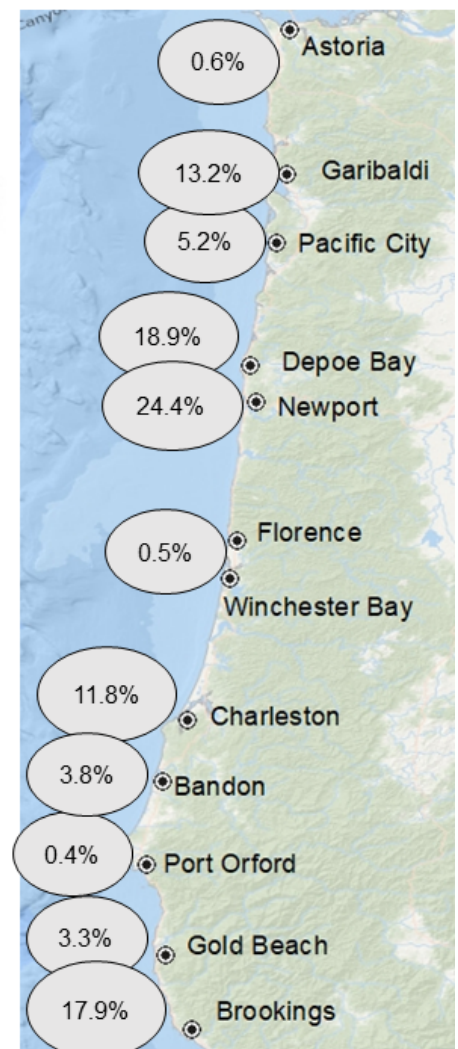 Canyon
Astoria
0.6%
Garibaldi
13.2%
Pacific City
5.2%
18.9%
Depoe Bay
24.4%
Newport
Florence
0.5%
Winchester Bay
11.8%
Charleston
3.8%
Bandon
0.4%
Port Orford
3.3%
Gold Beach
17.9%
Brookings